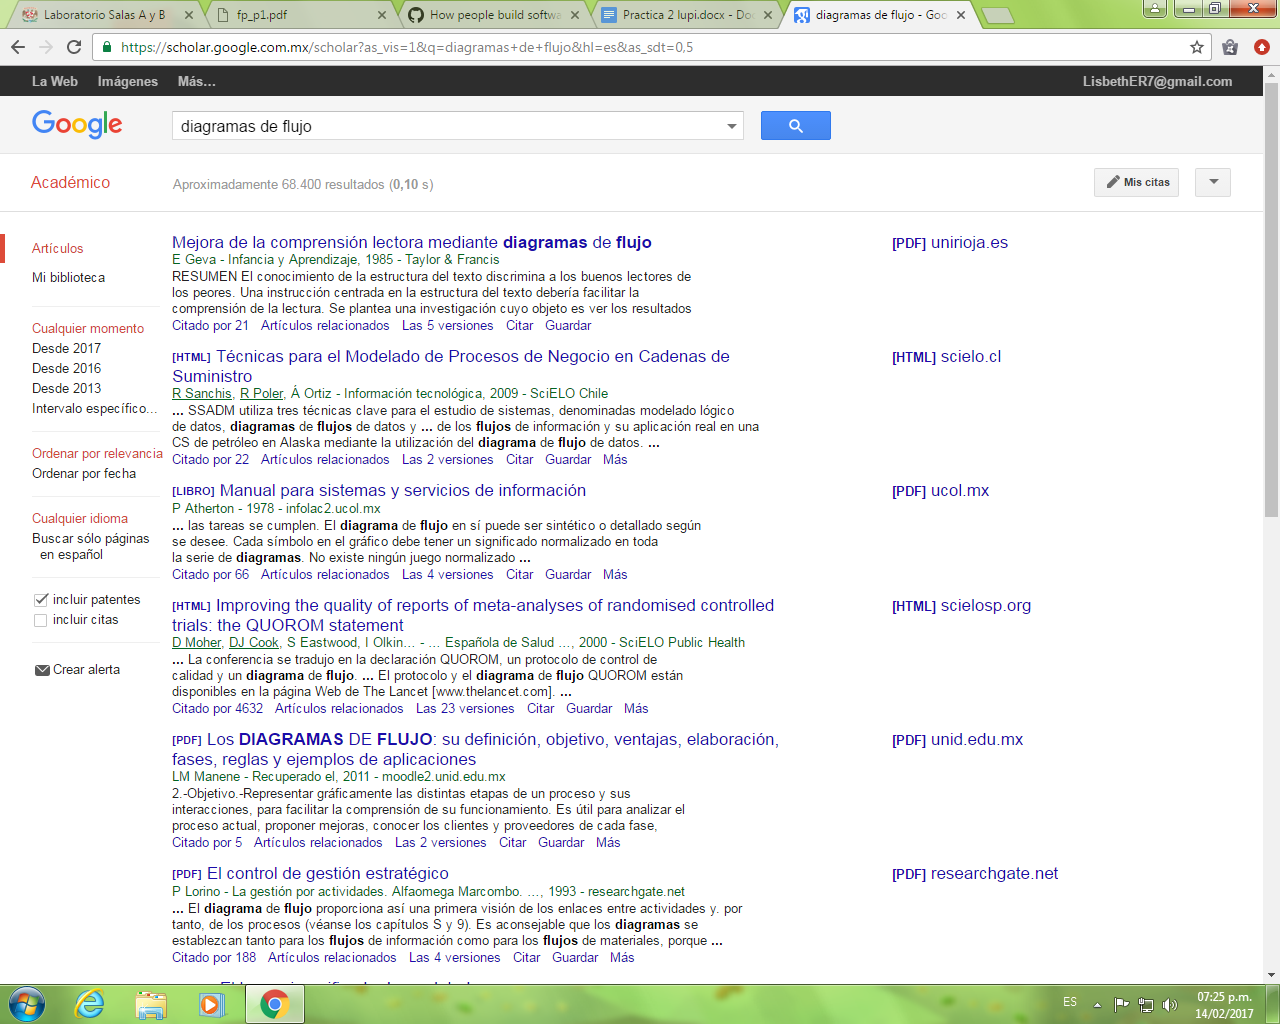 Laboratorio Salas A y B
fp_p1.pdf
How people build softwa
Practica 2 lupi.docx - Doc
diagramas de flujo - Goo
https://scholar.google.com.mx/scholar?as_vis=1&q=diagramas+de+flujo&hl=es&as_sdt=0,5
La Web Imágenes Más... LisbethER7@gmail.com
Google diagramas de flujo
Académico Aproximadamente 68.400 resultados (0,10 s) Mis citas
Artículos
Mi biblioteca
Cualquier momento
Desde 2017
Desde 2016
Desde 2013
Intervalo específico...
Ordenar por relevancia
Ordenar por fecha
Cualquier idioma
Buscar sólo páginas
en español
incluir patentes
incluir citas
Crear alerta
Mejora de la comprensión lectora mediante diagramas de flujo [PDF] unirioja.es
E Geva - Infancia y Aprendizaje, 1985 - Taylor & Francis
RESUMEN El conocimiento de la estructura del texto discrimina a los buenos lectores de
los peores. Una instrucción centrada en la estructura del texto debería facilitar la
comprensión de la lectura. Se plantea una investigación cuyo objeto es ver los resultados
Citado por 21 Artículos relacionados Las 5 versiones Citar Guardar
[HTML] Técnicas para el Modelado de Procesos de Negocio en Cadenas de [HTML] scielo.cl
Suministro
R Sanchis, R Poler, Á Ortiz - Información tecnológica, 2009 - SciELO Chile
... SSADM utiliza tres técnicas clave para el estudio de sistemas, denominadas modelado lógico
de datos, diagramas de flujos de datos y ... de los flujos de información y su aplicación real en una
CS de petróleo en Alaska mediante la utilización del diagrama de flujo de datos. ...
Citado por 22 Artículos relacionados Las 2 versiones Citar Guardar Más
[LIBRO] Manual para sistemas y servicios de información [PDF] ucol.mx
P Atherton - 1978 - infolac2.ucol.mx
... las tareas se cumplen. El diagrama de flujo en sí puede ser sintético o detallado según
se desee. Cada símbolo en el gráfico debe tener un significado normalizado en toda
la serie de diagramas. No existe ningún juego normalizado ...
Citado por 66 Artículos relacionados Las 4 versiones Citar Guardar Más
[HTML] Improving the quality of reports of meta-analyses of randomised controlled [HTML] scielosp.org
trials: the QUOROM statement
D Moher, DJ Cook, S Eastwood, I Olkin... - ... Española de Salud ..., 2000 - SciELO Public Health
... La conferencia se tradujo en la declaración QUOROM, un protocolo de control de
calidad y un diagrama de flujo. ... El protocolo y el diagrama de flujo QUOROM están
disponibles en la página Web de The Lancet [www.thelancet.com]. ...
Citado por 4632 Artículos relacionados Las 23 versiones Citar Guardar Más
[PDF] Los DIAGRAMAS DE FLUJO: su definición, objetivo, ventajas, elaboración, [PDF] unid.edu.mx
fases, reglas y ejemplos de aplicaciones
LM Manene - Recuperado el, 2011 - moodle2.unid.edu.mx
2.-Objetivo.-Representar gráficamente las distintas etapas de un proceso y sus
interacciones, para facilitar la comprensión de su funcionamiento. Es útil para analizar el
proceso actual, proponer mejoras, conocer los clientes y proveedores de cada fase,
Citado por 5 Artículos relacionados Las 2 versiones Citar Guardar Más
[PDF] El control de gestión estratégico [PDF] researchgate.net
P Lorino - La gestión por actividades. Alfaomega Marcombo. ..., 1993 - researchgate.net
... El diagrama de flujo proporciona así una primera visión de los enlaces entre actividades y. por
tanto, de los procesos (véanse los capítulos S y 9). Es aconsejable que los diagramas se
establezcan tanto para los flujos de información como para los flujos de materiales, porque ...
Citado por 188 Artículos relacionados Las 4 versiones Citar Guardar Más
ES 07:25 p.m.
14/02/2017